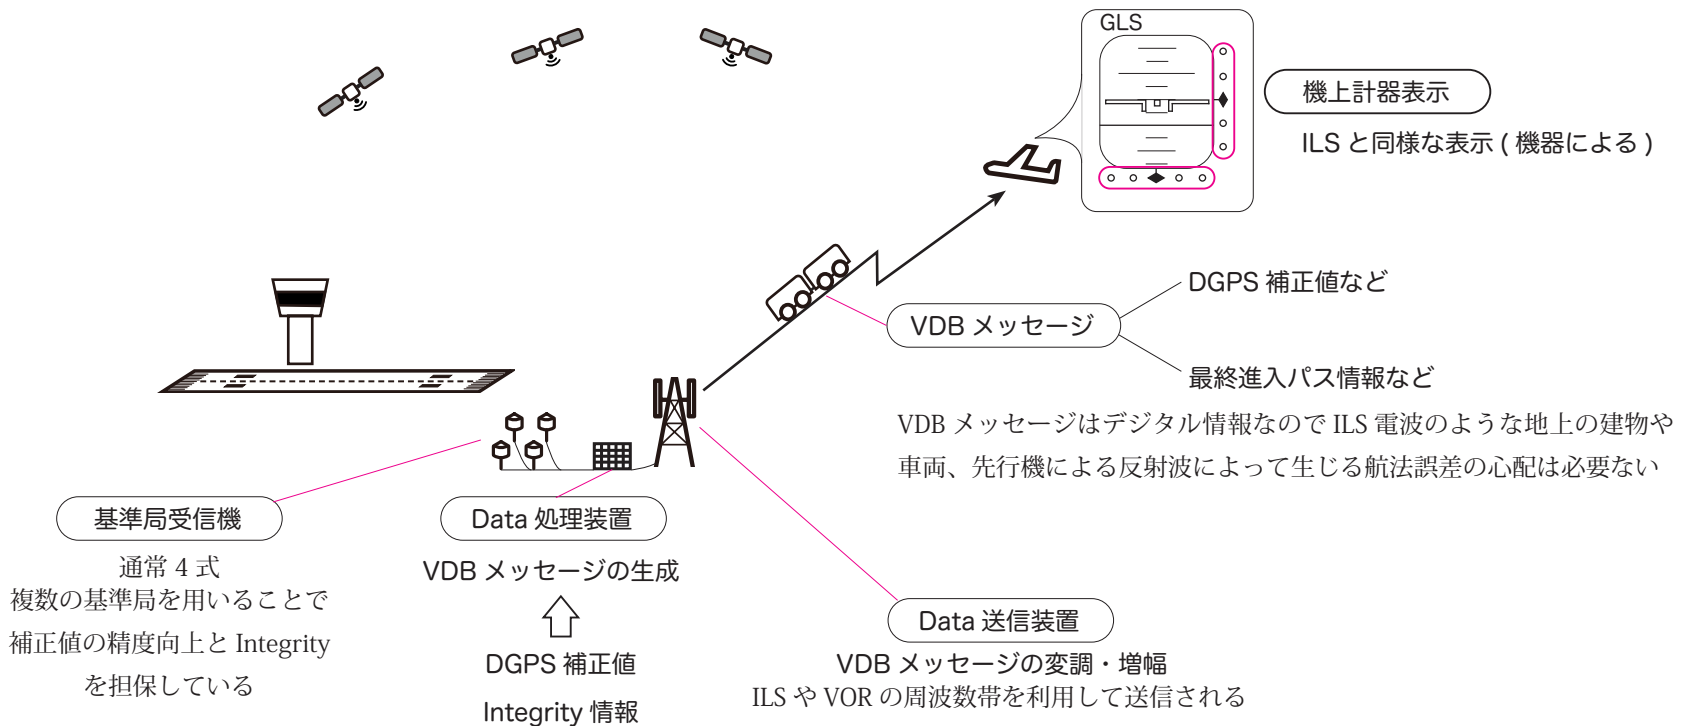 GLS
機上計器表示
ILS と同様な表示 ( 機器による )
DGPS 補正値など
VDB メッセージ
最終進入パス情報など
VDB メッセージはデジタル情報なので ILS 電波のような地上の建物や
車両、先行機による反射波によって生じる航法誤差の心配は必要ない
基準局受信機
通常 4 式
複数の基準局を用いることで
補正値の精度向上と Integrity
を担保している
Data 処理装置
VDB メッセージの生成
DGPS 補正値
Integrity 情報
Data 送信装置
VDB メッセージの変調・増幅
ILS や VOR の周波数帯を利用して送信される